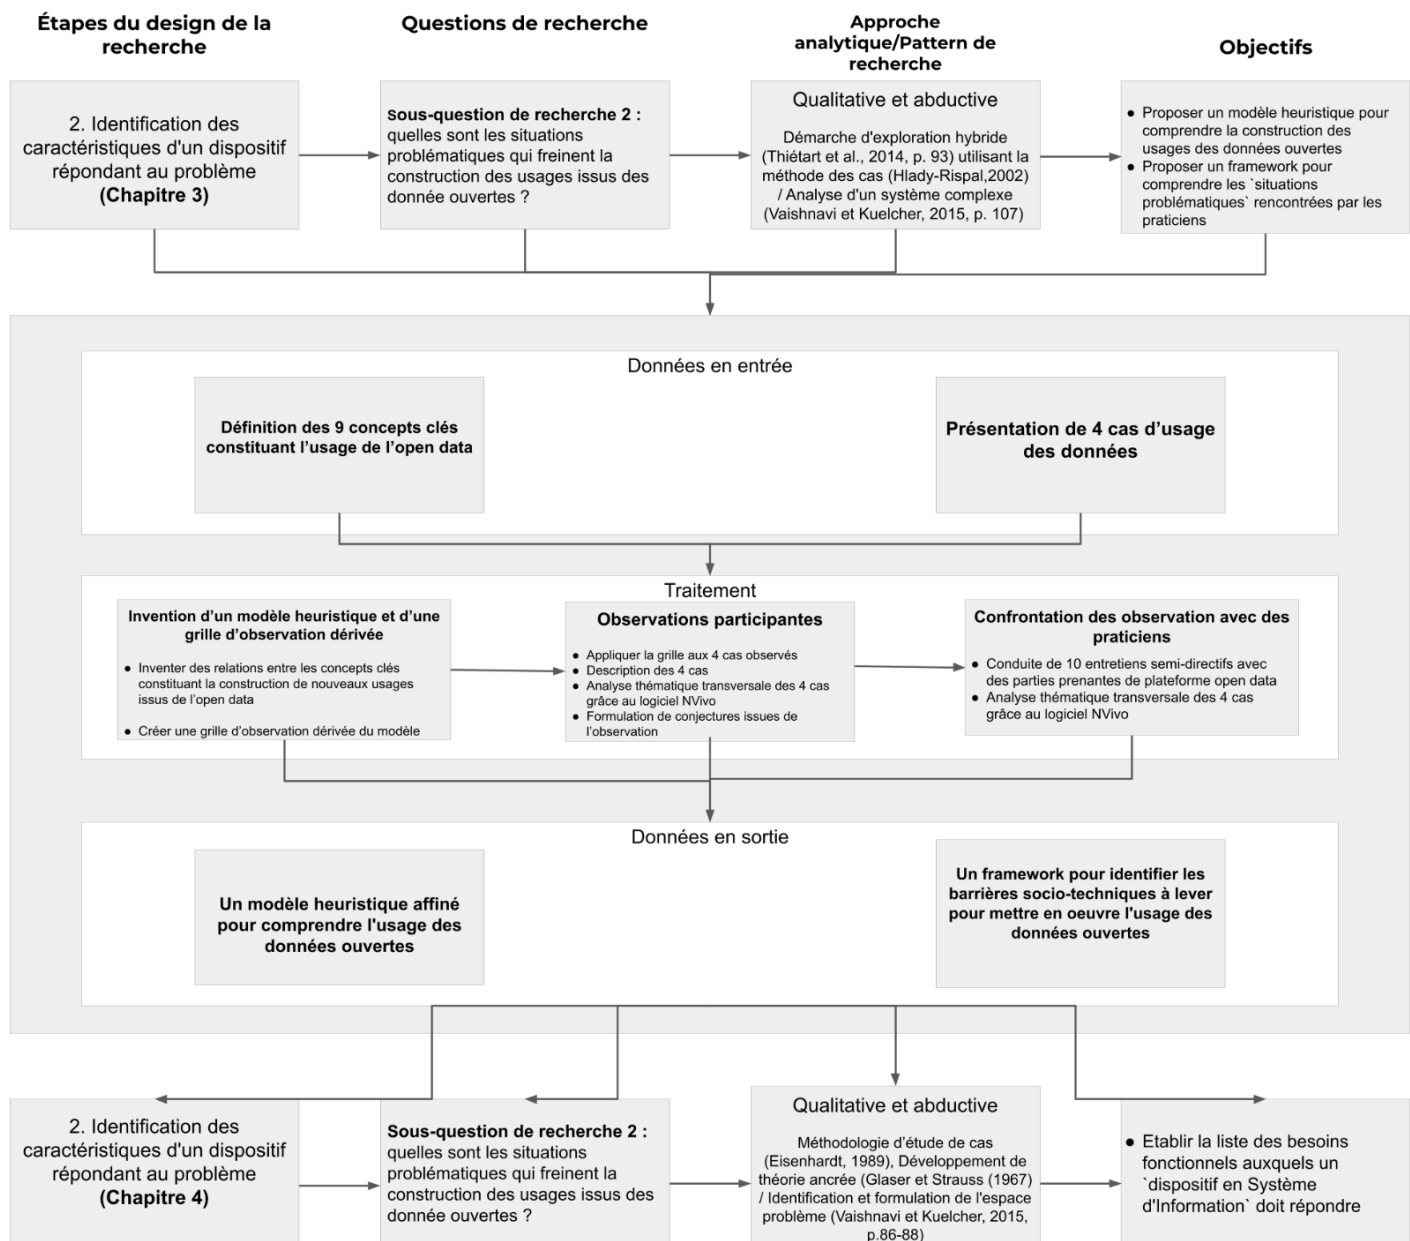 Étapes du design de la
recherche
Questions de recherche
Approche
analytique/Pattern de
recherche
Objectifs
2. Identification des
caractéristiques d'un dispositif
répondant au problème
(Chapitre 3)
Sous-question de recherche 2 :
quelles sont les situations
problématiques qui freinent la
construction des usages issus des
donnée ouvertes ?
Qualitative et abductive
Démarche d'exploration hybride
(Thiétart et al., 2014, p. 93) utilisant la
méthode des cas (Hlady-Rispal,2002)
/ Analyse d'un système complexe
(Vaishnavi et Kuelcher, 2015, p. 107)
● Proposer un modèle heuristique pour
comprendre la construction des
usages des données ouvertes
● Proposer un framework pour
comprendre les `situations
problématiques` rencontrées par les
praticiens
Données en entrée
Définition des 9 concepts clés
constituant l’usage de l’open data
Présentation de 4 cas d’usage
des données
Traitement
Invention d’un modèle heuristique et d’une
grille d’observation dérivée
● Inventer des relations entre les concepts clés
constituant la construction de nouveaux usages
issus de l’open data
● Créer une grille d’observation dérivée du modèle
Observations participantes
● Appliquer la grille aux 4 cas observés
● Description des 4 cas
● Analyse thématique transversale des 4 cas
grâce au logiciel NVivo
● Formulation de conjectures issues de
l’observation
Confrontation des observation avec des
praticiens
● Conduite de 10 entretiens semi-directifs avec
des parties prenantes de plateforme open data
● Analyse thématique transversale des 4 cas
grâce au logiciel NVivo
Données en sortie
Un modèle heuristique affiné
pour comprendre l'usage des
données ouvertes
Un framework pour identifier les
barrières socio-techniques à lever
pour mettre en oeuvre l'usage des
données ouvertes
2. Identification des
caractéristiques d'un dispositif
répondant au problème
(Chapitre 4)
Sous-question de recherche 2 :
quelles sont les situations
problématiques qui freinent la
construction des usages issus des
donnée ouvertes ?
Qualitative et abductive
Méthodologie d’étude de cas
(Eisenhardt, 1989), Développement de
théorie ancrée (Glaser et Strauss (1967)
/ Identification et formulation de l'espace
problème (Vaishnavi et Kuelcher, 2015,
p.86-88)
● Etablir la liste des besoins
fonctionnels auxquels un
`dispositif en Système
d'Information` doit répondre